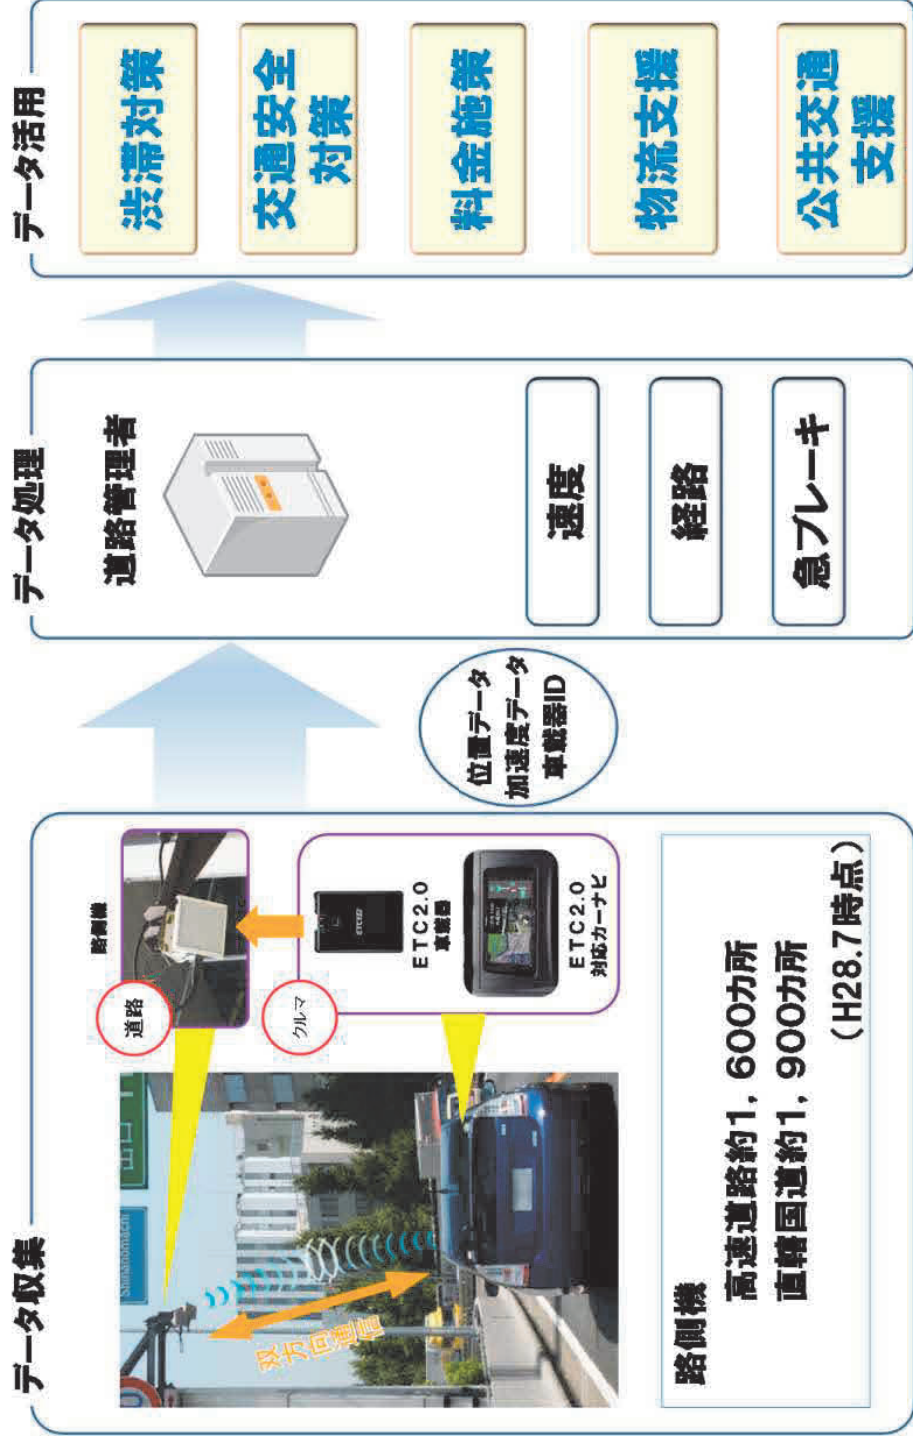 データ収集
Shinanomachi
出口
双方向通信
道路
路側機
クルマ
ETC2.0
車載器
ETC2.0
対応カーナビ
路側機
高速道路約1，600カ所
直轄国道約1，900カ所
（H28.7時点）
位置データ
加速度データ
車載器ID
データ処理
道路管理者
速度
経路
急ブレーキ
データ活用
渋滞対策
交通安全
対策
料金施策
物流支援
公共交通
支援